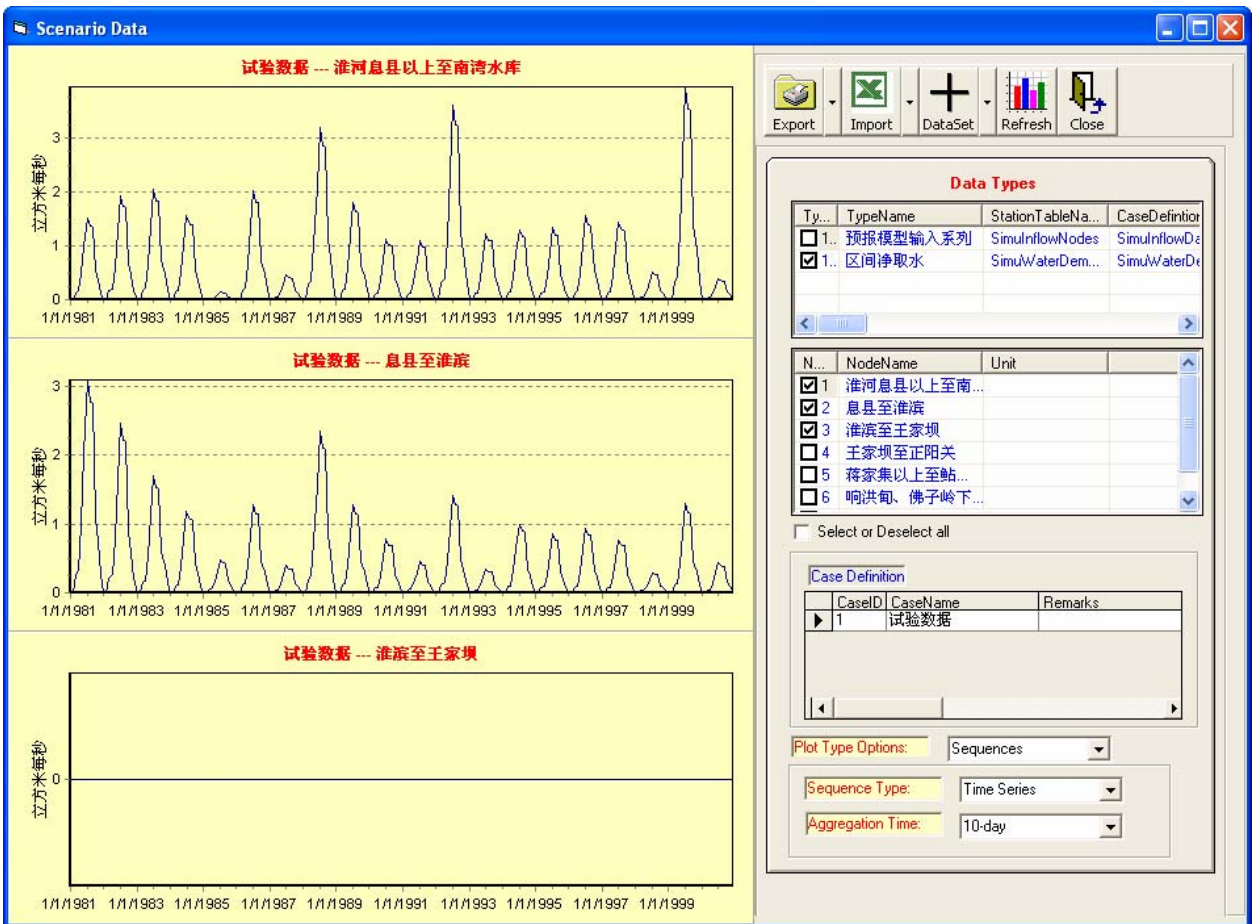 Scenario Data
试验数据 --- 淮河息县以上至南湾水库
立方米每秒
3
2
1
0
1/1/1981 1/1/1983 1/1/1985 1/1/1987 1/1/1989 1/1/1991 1/1/1993 1/1/1995 1/1/1997 1/1/1999
试验数据 --- 息县至淮滨
立方米每秒
3
2
1
0
1/1/1981 1/1/1983 1/1/1985 1/1/1987 1/1/1989 1/1/1991 1/1/1993 1/1/1995 1/1/1997 1/1/1999
试验数据 --- 淮滨至王家坝
立方米每秒
0
1/1/1981 1/1/1983 1/1/1985 1/1/1987 1/1/1989 1/1/1991 1/1/1993 1/1/1995 1/1/1997 1/1/1999
Export Import DataSet Refresh Close
Data Types
Ty... TypeName StationTableNa... CaseDefintior
1.. 预报模型输入系列 SimuInflowNodes SimuInflowDa
1.. 区间净取水 SimuWaterDem... SimuWaterDe
N... NodeName Unit
1 淮河息县以上至南...
2 息县至淮滨
3 淮滨至王家坝
4 王家坝至正阳关
5 蒋家集以上至鲇...
6 响洪甸、佛子岭下...
Select or Deselect all
Case Definition
CaseID CaseName Remarks
1 试验数据
Plot Type Options: Sequences
Sequence Type: Time Series
Aggregation Time: 10-day